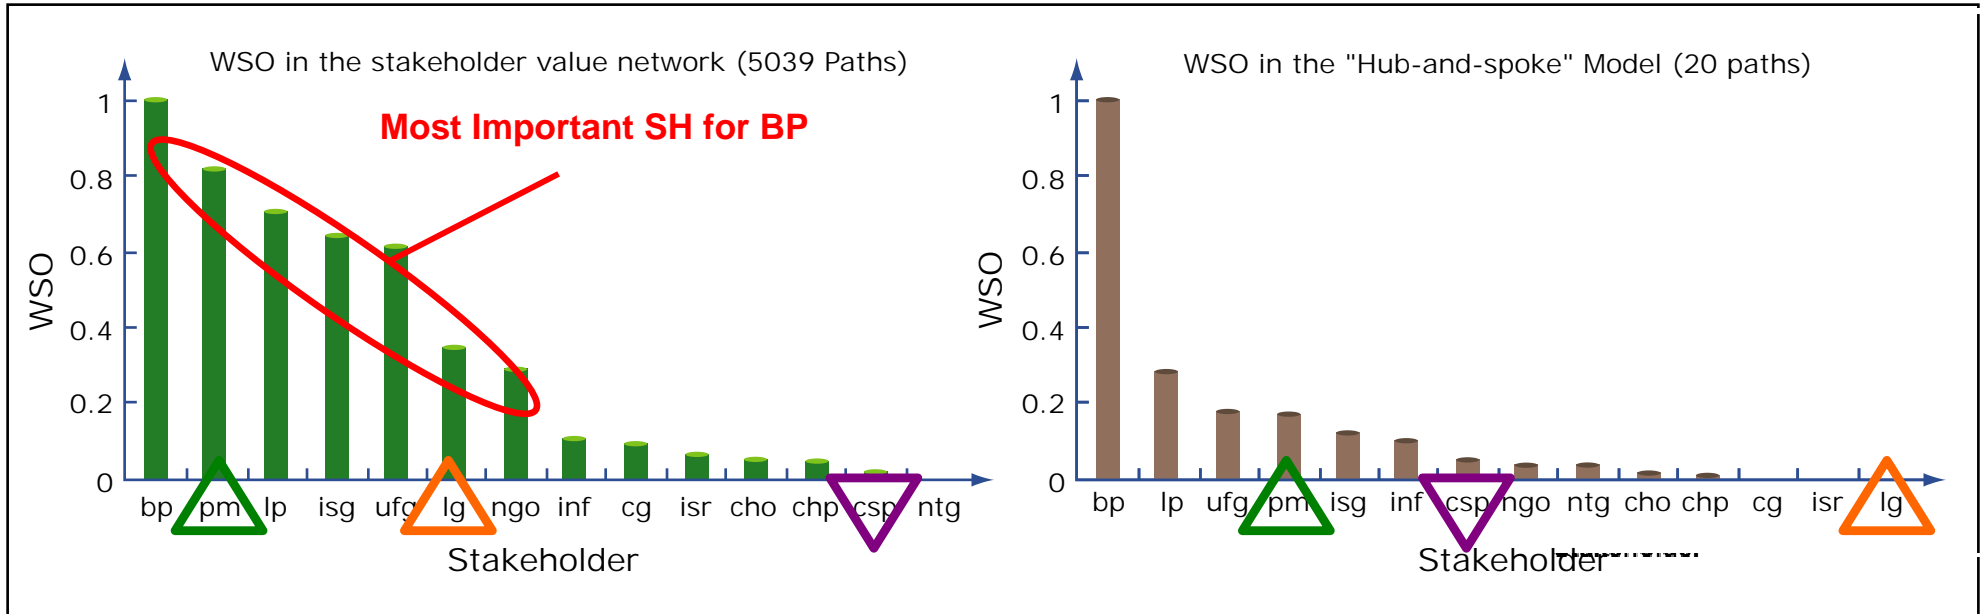 WSO in the stakeholder value network (5039 Paths)
Most Important SH for BP
WSO
1
0.8
0.6
0.4
0.2
0
bp pm lp isg ufg lg ngo inf cg isr cho chp csp ntg
Stakeholder
WSO in the "Hub-and-spoke" Model (20 paths)
WSO
1
0.8
0.6
0.4
0.2
0
bp lp ufg pm isg inf csp ngo ntg cho chp cg isr lg
Stakeholder